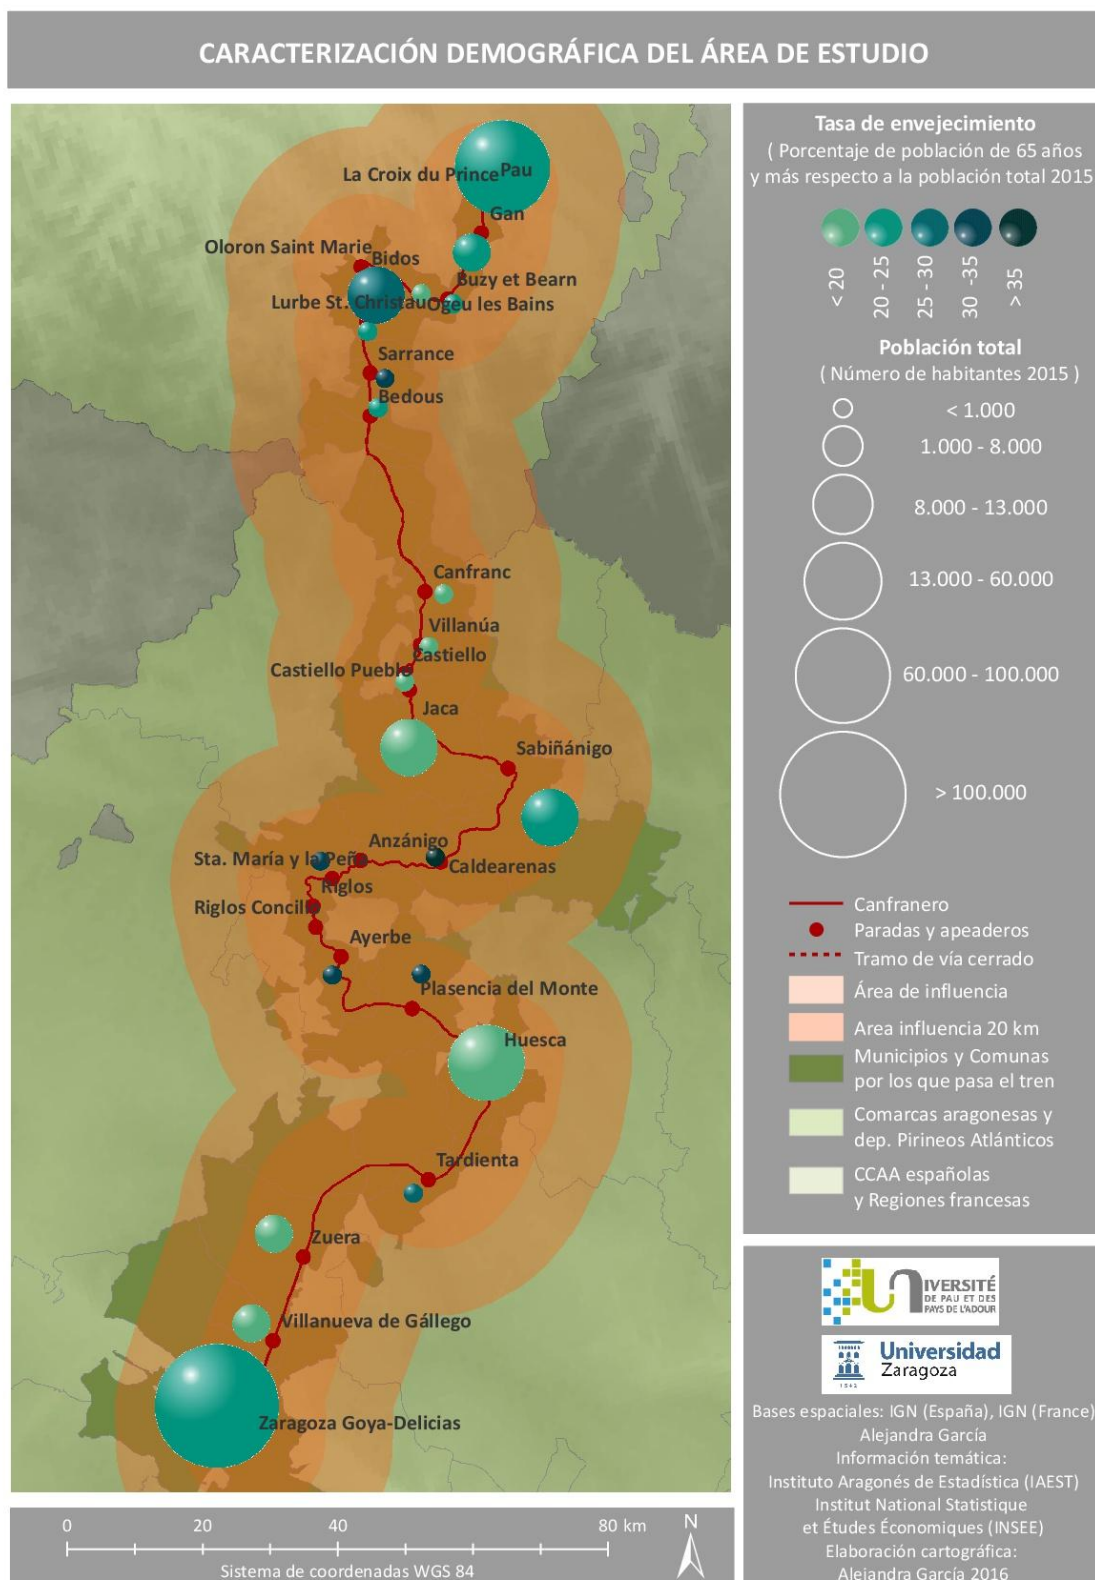 CARACTERIZACIÓN DEMOGRÁFICA DEL ÁREA DE ESTUDIO
La Croix du Prince
Pau
Gan
Oloron Saint Marie
Bidos
Buzy et Bearn
Lurbe St. Christau
Ogeu les Bains
Sarrance
Bedous
Canfranc
Villanúa
Castiello
Castiello Pueblo
Jaca
Sabiñánigo
Anzánigo
Sta. María y la Peña
Caldearenas
Riglos
Riglos Concilio
Ayerbe
Plasencia del Monte
Huesca
Tardienta
Zuera
Villanueva de Gállego
Zaragoza Goya-Delicias
Tasa de envejecimiento
( Porcentaje de población de 65 años
y más respecto a la población total 2015
< 20
20 - 25
25 - 30
30 -35
> 35
Población total
( Número de habitantes 2015 )
< 1.000
1.000 - 8.000
8.000 - 13.000
13.000 - 60.000
60.000 - 100.000
> 100.000
Canfranero
Paradas y apeaderos
Tramo de vía cerrado
Área de influencia
Area influencia 20 km
Municipios y Comunas
por los que pasa el tren
Comarcas aragonesas y
dep. Pirineos Atlánticos
CCAA españolas
y Regiones francesas
UNIVERSITÉ
DE PAU ET DES
PAYS DE L'ADOUR
Universidad
Zaragoza
1542
Bases espaciales: IGN (España), IGN (France)
Alejandra García
Información temática:
Instituto Aragonés de Estadística (IAEST)
Institut National Statistique
et Études Économiques (INSEE)
Elaboración cartográfica:
Alejandra García 2016
0 20 40 80 km
N
Sistema de coordenadas WGS 84